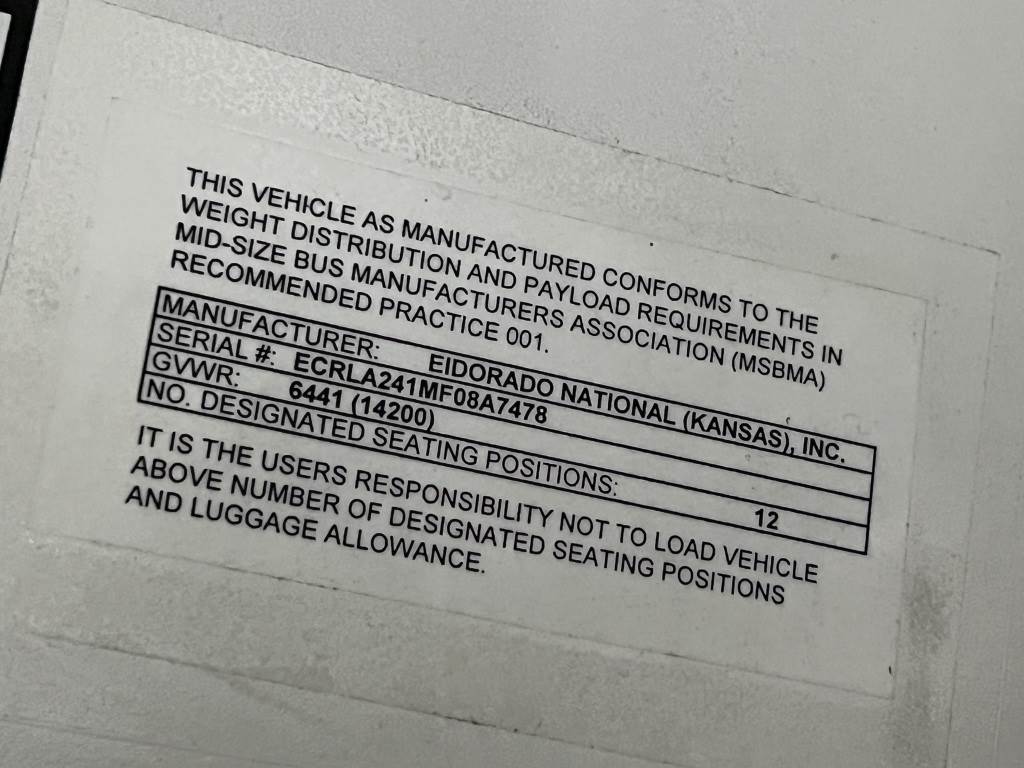 THIS VEHICLE AS MANUFACTURED CONFORMS TO THE
WEIGHT DISTRIBUTION AND PAYLOAD REQUIREMENTS IN
MID-SIZE BUS MANUFACTURERS ASSOCIATION (MSBMA)
RECOMMENDED PRACTICE 001.
MANUFACTURER: EIDORADO NATIONAL (KANSAS), INC.
SERIAL #: ECRLA241MF08A7478
GVWR: 6441 (14200)
NO. DESIGNATED SEATING POSITIONS: 12
IT IS THE USERS RESPONSIBILITY NOT TO LOAD VEHICLE
ABOVE NUMBER OF DESIGNATED SEATING POSITIONS
AND LUGGAGE ALLOWANCE.